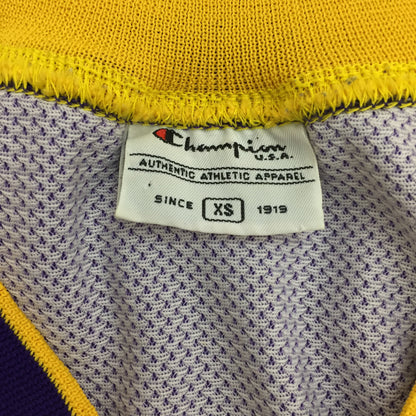 Champion
U.S.A.
AUTHENTIC ATHLETIC APPAREL
SINCE XS 1919